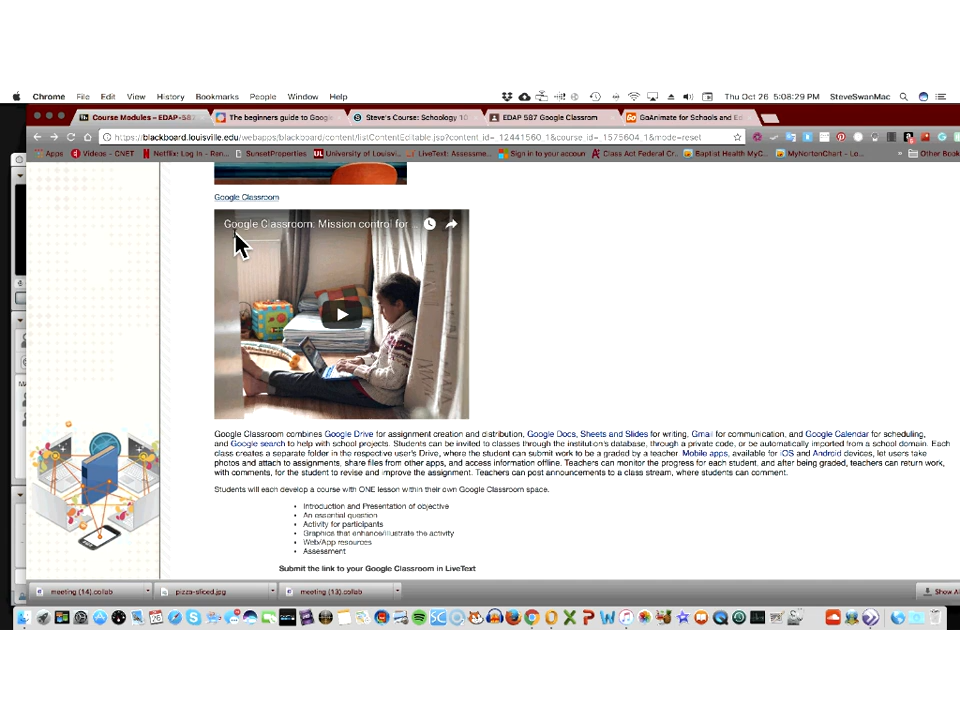 Chrome File Edit View History Bookmarks People Window Help Thu Oct 26 5:08:29 PM SteveSwanMac
Course Modules – EDAP-587 The beginners guide to Google Steve's Course: Schoology 10 EDAP 587 Google Classroom GoAnimate for Schools and Ed
https://blackboard.louisville.edu/webapps/blackboard/content/listContentEditable.jsp?content_id=_12441560_1&course_id=_1575604_1&mode=reset
Apps Videos - CNET Netflix: Log In - Ren... SunsetProperties University of Louisvi... LiveText: Assessme... Sign in to your accoun Class Act Federal Cr... Baptist Health MyC... MyNortonChart – Lo... » Other Book
Google Classroom
Google Classroom: Mission control for ...
Google Classroom combines Google Drive for assignment creation and distribution, Google Docs, Sheets and Slides for writing, Gmail for communication, and Google Calendar for scheduling,
and Google search to help with school projects. Students can be invited to classes through the institution's database, through a private code, or be automatically imported from a school domain. Each
class creates a separate folder in the respective user's Drive, where the student can submit work to be graded by a teacher. Mobile apps, available for iOS and Android devices, let users take
photos and attach to assignments, share files from other apps, and access information offline. Teachers can monitor the progress for each student, and after being graded, teachers can return work,
with comments, for the student to revise and improve the assignment. Teachers can post announcements to a class stream, where students can comment.
Students will each develop a course with ONE lesson within their own Google Classroom space.
• Introduction and Presentation of objective
• An essential question
• Activity for participants
• Graphics that enhance/illustrate the activity
• Web/App resources
• Assessment
Submit the link to your Google Classroom in LiveText
meeting (14).collab pizza-sliced.jpg meeting (13).collab Show Al